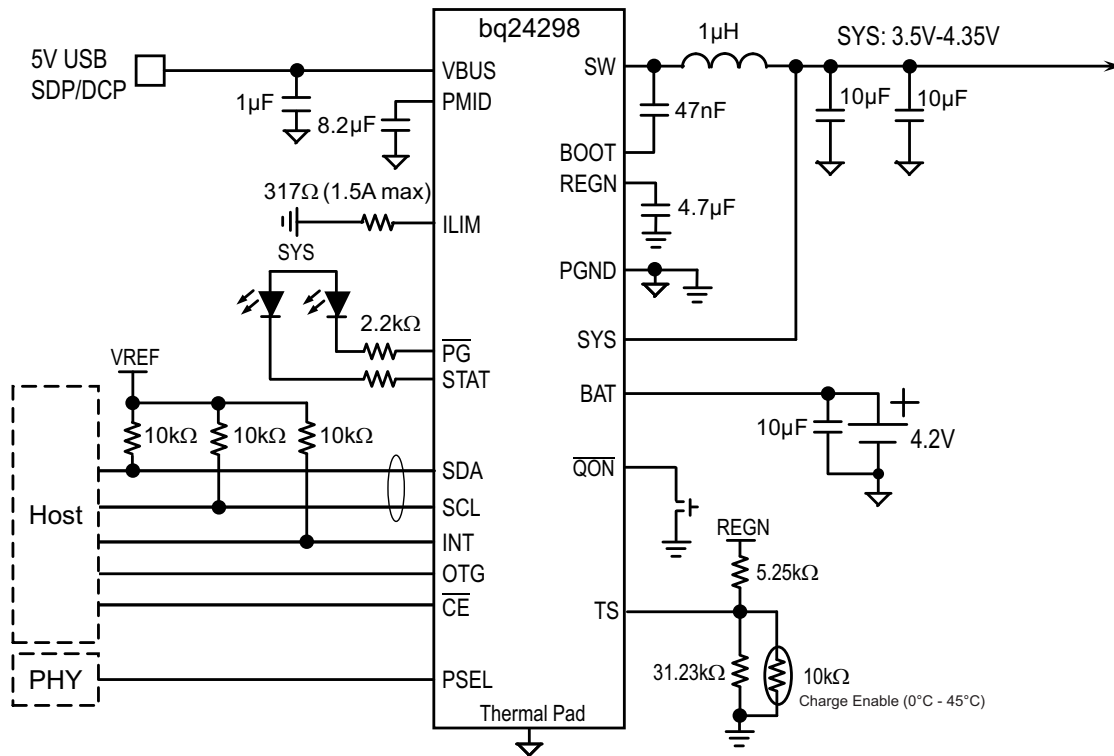 bq24298
5V USB
SDP/DCP
VBUS
1µF
PMID
8.2µF
317Ω (1.5A max)
ILIM
SYS
2.2kΩ
PG
STAT
VREF
10kΩ
10kΩ
10kΩ
Host
SDA
SCL
INT
OTG
CE
PHY
PSEL
Thermal Pad
SW
1µH
SYS: 3.5V-4.35V
47nF
10µF
10µF
BOOT
REGN
4.7µF
PGND
SYS
BAT
10µF
4.2V
QON
REGN
5.25kΩ
TS
31.23kΩ
10kΩ
Charge Enable (0°C - 45°C)